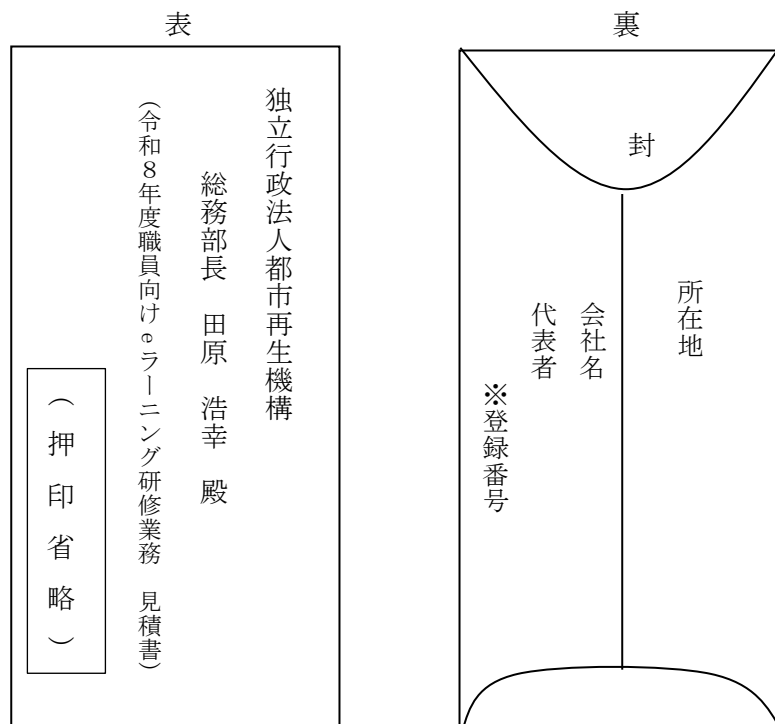 表
独立行政法人都市再生機構
総務部長　田原　浩幸　殿
（令和８年度職員向けｅラーニング研修業務　見積書）
（押印省略）
裏
封
所在地
会社名
代表者
※登録番号